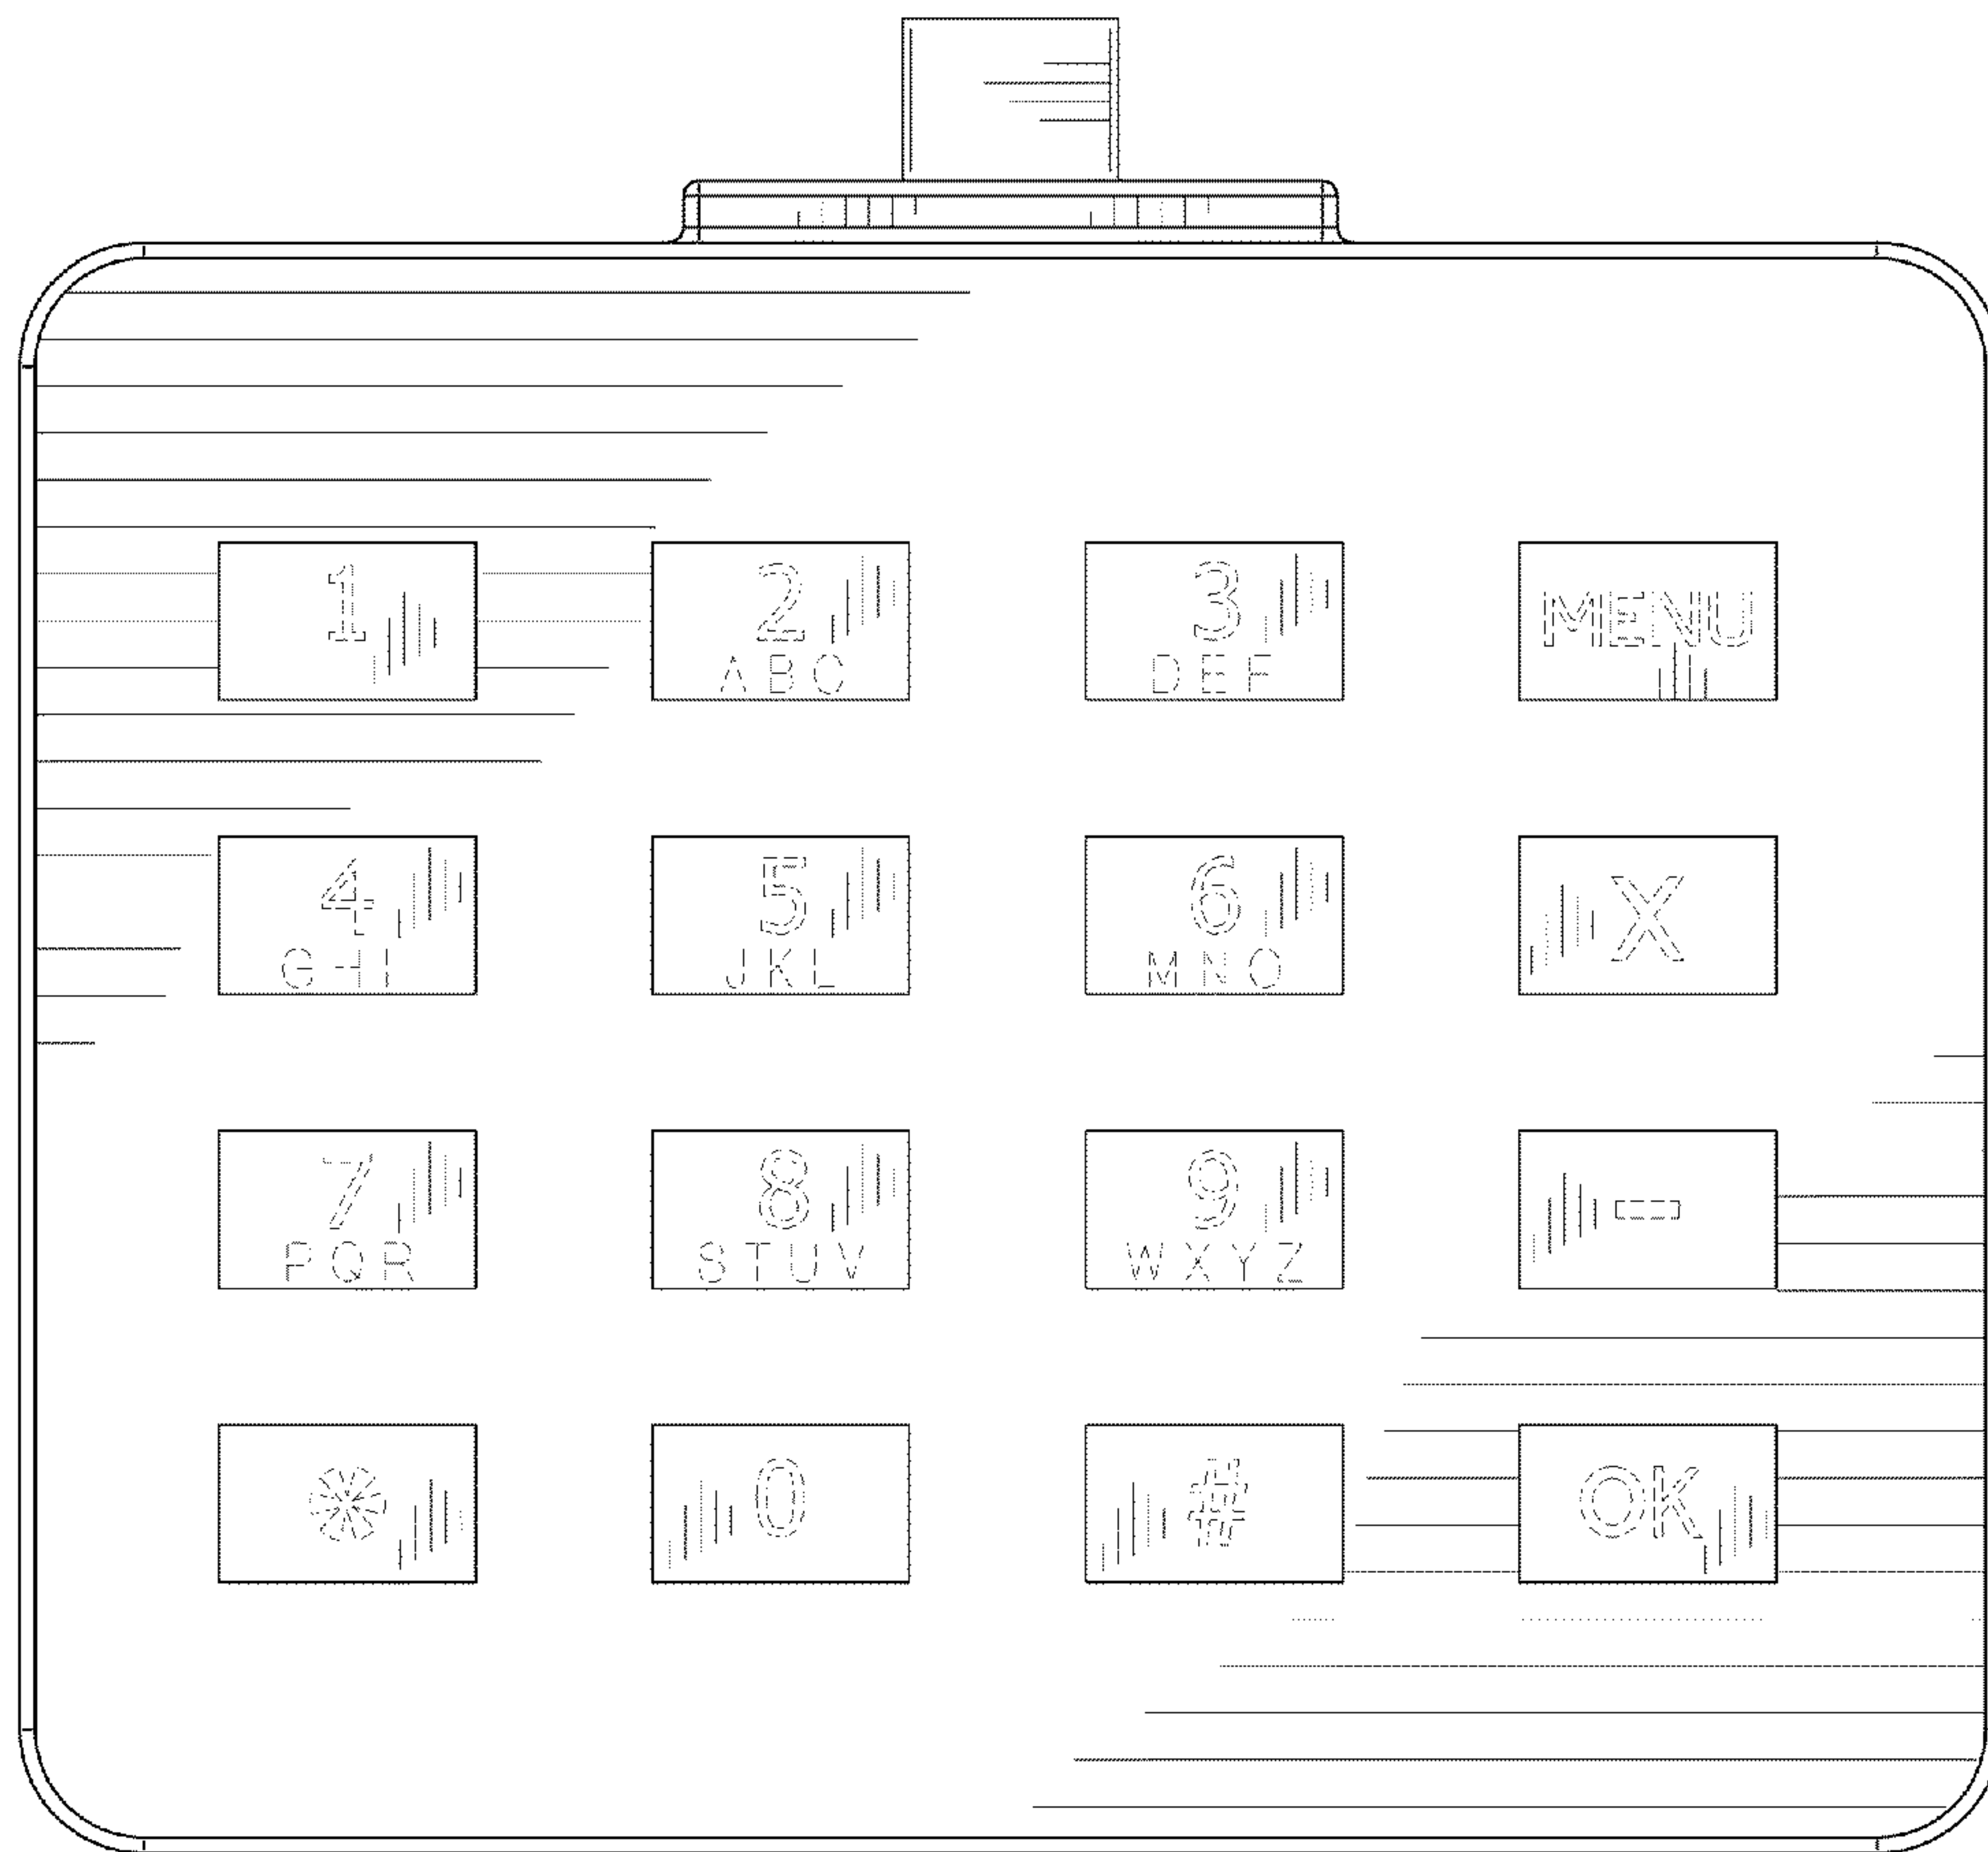 1 2 3 MENU
ABC DEF
4 5 6 X
GHI JKL MNO
7 8 9 -
PQR STUV WXYZ
* 0 # OK